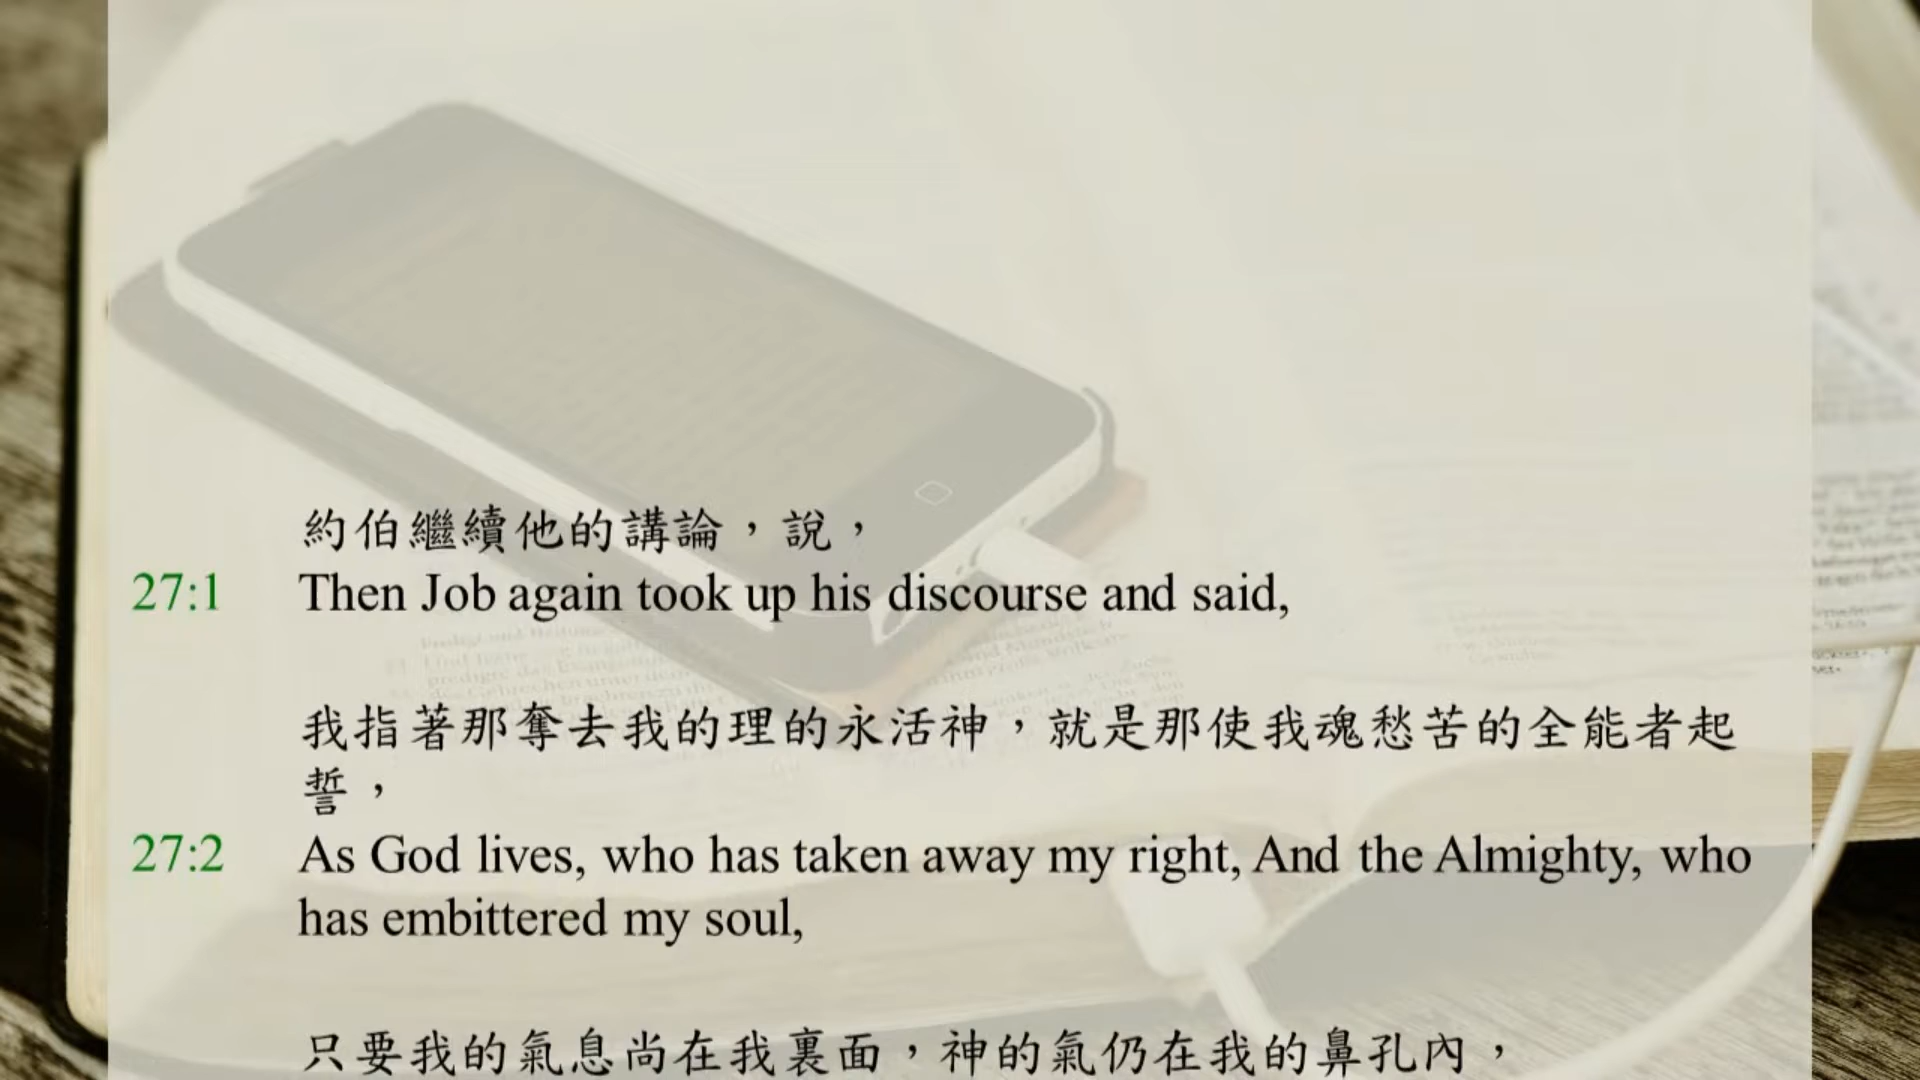 約伯繼續他的講論，說，
27:1 Then Job again took up his discourse and said,
我指著那奪去我的理的永活神，就是那使我魂愁苦的全能者起
誓，
27:2 As God lives, who has taken away my right, And the Almighty, who
has embittered my soul,
只要我的氣息尚在我裏面，神的氣仍在我的鼻孔內，